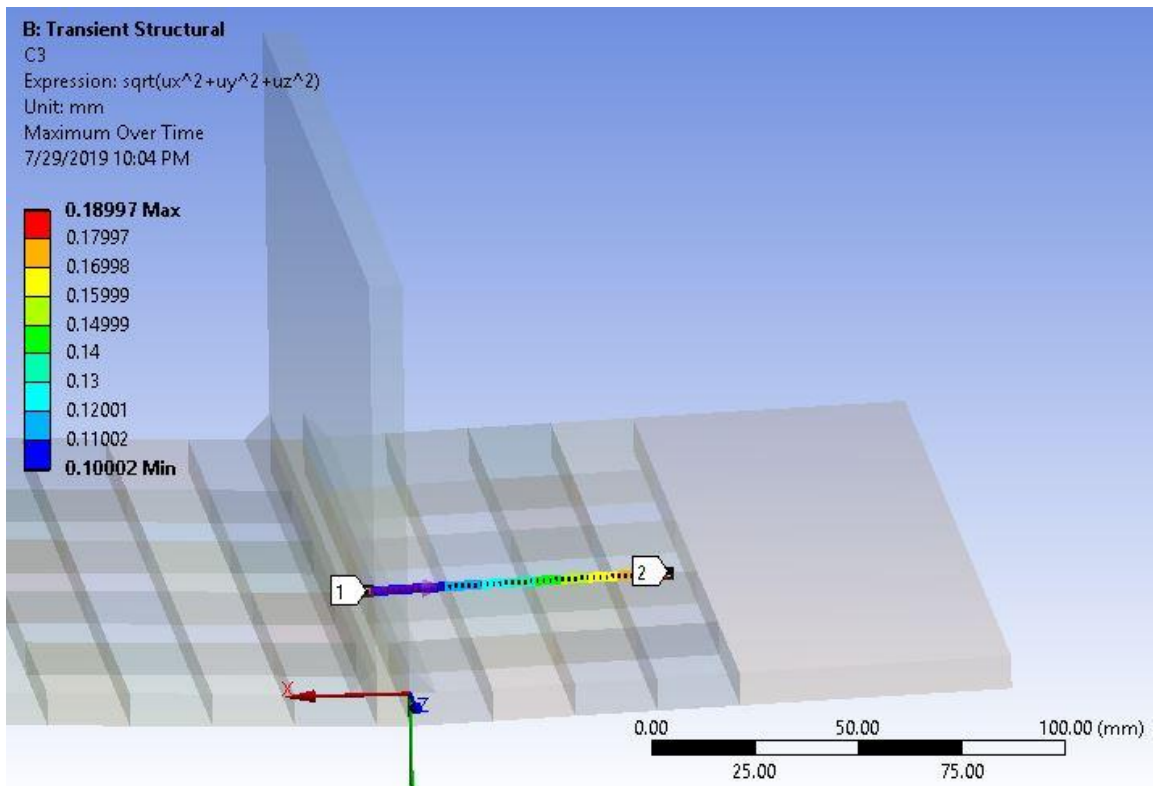 B: Transient Structural
C3
Expression: sqrt(ux^2+uy^2+uz^2)
Unit: mm
Maximum Over Time
7/29/2019 10:04 PM
0.18997 Max
0.17997
0.16998
0.15999
0.14999
0.14
0.13
0.12001
0.11002
0.10002 Min
1
2
X
Z
0.00 50.00 100.00 (mm)
25.00 75.00